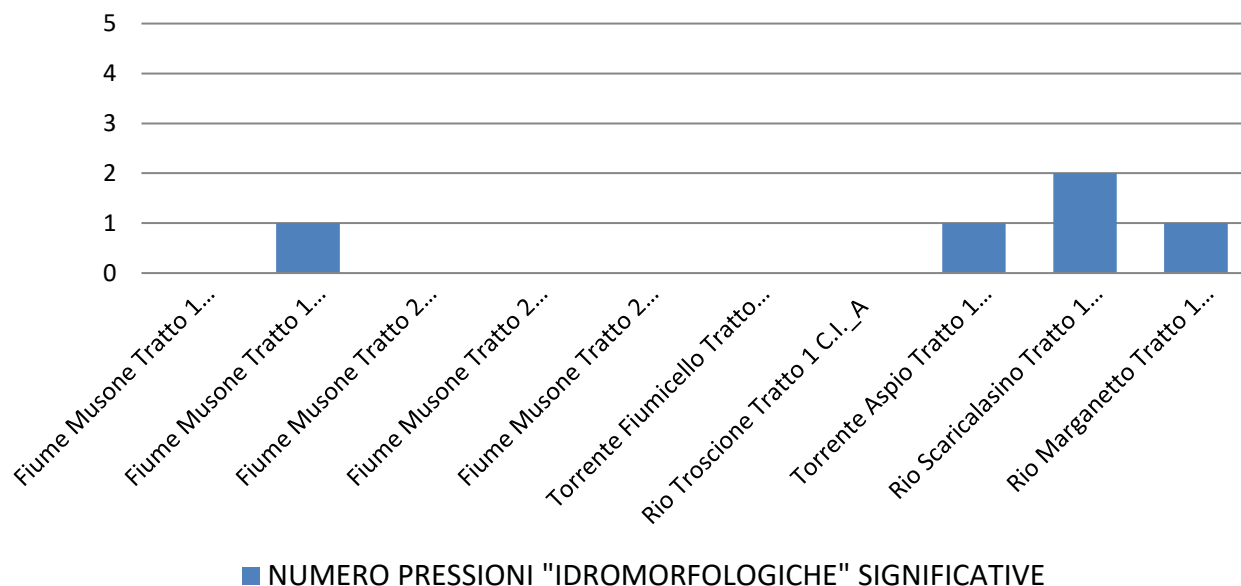 5
4
3
2
1
0
Fiume Musone Tratto 1...
Fiume Musone Tratto 1...
Fiume Musone Tratto 2...
Fiume Musone Tratto 2...
Fiume Musone Tratto 2...
Torrente Fiumicello Tratto...
Rio Troscione Tratto 1 C.I._A
Torrente Aspio Tratto 1...
Rio Scaricalasino Tratto 1...
Rio Marganetto Tratto 1...
NUMERO PRESSIONI "IDROMORFOLOGICHE" SIGNIFICATIVE